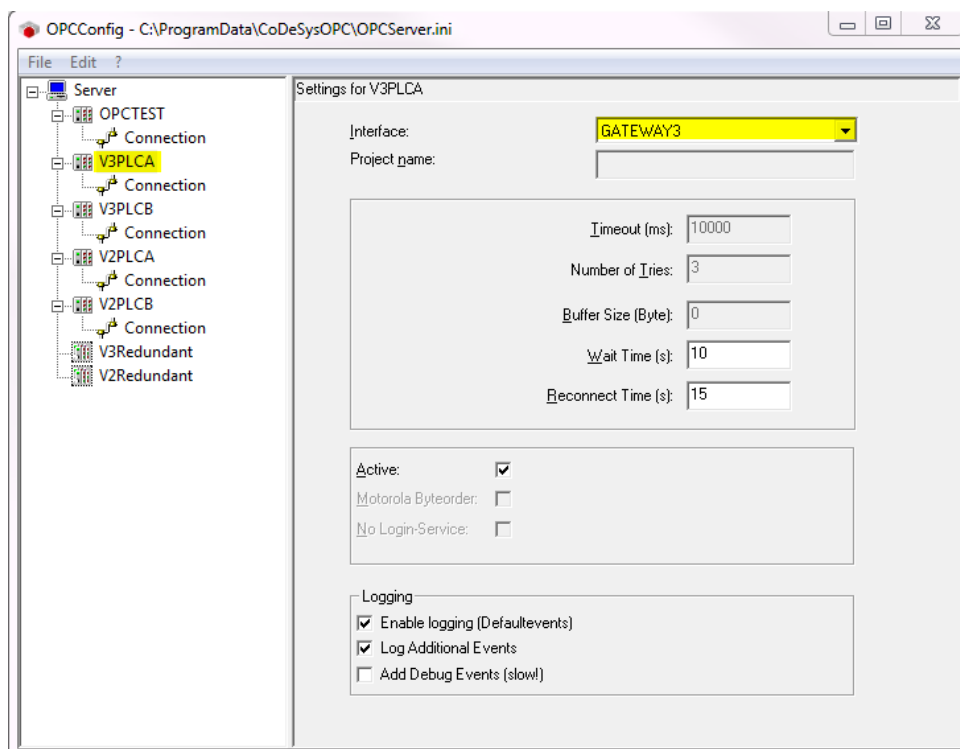 OPCConfig - C:\ProgramData\CoDeSysOPC\OPCServer.ini
File Edit ?
Server
OPCTEST
Connection
V3PLCA
Connection
V3PLCB
Connection
V2PLCA
Connection
V2PLCB
Connection
V3Redundant
V2Redundant
Settings for V3PLCA
Interface: GATEWAY3
Project name:
Timeout (ms): 10000
Number of Tries: 3
Buffer Size (Byte): 0
Wait Time (s): 10
Reconnect Time (s): 15
Active:
Motorola Byteorder:
No Login-Service:
Logging
Enable logging (Defaultevents)
Log Additional Events
Add Debug Events (slow!)